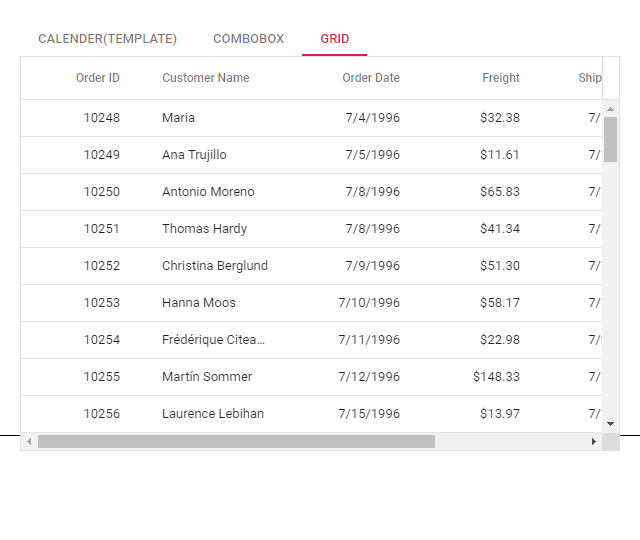 CALENDER(TEMPLATE) COMBOBOX GRID
Order ID Customer Name Order Date Freight Ship
10248 Maria 7/4/1996 $32.38 7/
10249 Ana Trujillo 7/5/1996 $11.61 7/
10250 Antonio Moreno 7/8/1996 $65.83 7/
10251 Thomas Hardy 7/8/1996 $41.34 7/
10252 Christina Berglund 7/9/1996 $51.30 7/
10253 Hanna Moos 7/10/1996 $58.17 7/
10254 Frédérique Citea... 7/11/1996 $22.98 7/
10255 Martín Sommer 7/12/1996 $148.33 7/
10256 Laurence Lebihan 7/15/1996 $13.97 7/